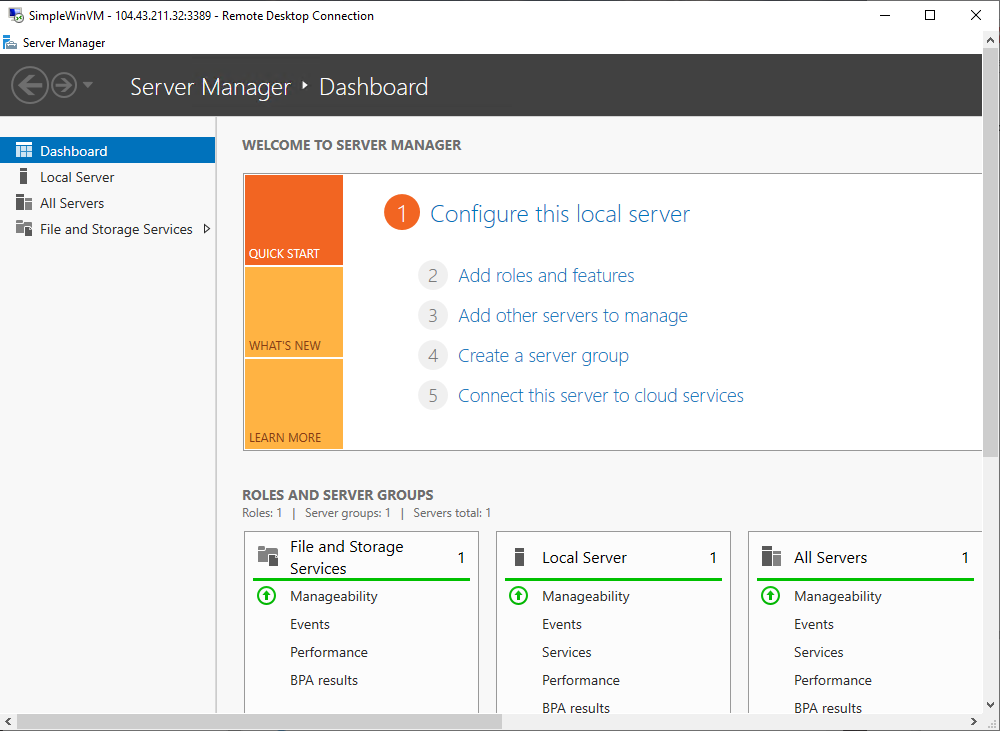 SimpleWinVM - 104.43.211.32:3389 - Remote Desktop Connection
Server Manager
Server Manager ‣ Dashboard
Dashboard
Local Server
All Servers
File and Storage Services
WELCOME TO SERVER MANAGER
QUICK START
WHAT'S NEW
LEARN MORE
1 Configure this local server
2 Add roles and features
3 Add other servers to manage
4 Create a server group
5 Connect this server to cloud services
ROLES AND SERVER GROUPS
Roles: 1 | Server groups: 1 | Servers total: 1
File and Storage
Services 1
Manageability
Events
Performance
BPA results
Local Server 1
Manageability
Events
Services
Performance
BPA results
All Servers 1
Manageability
Events
Services
Performance
BPA results